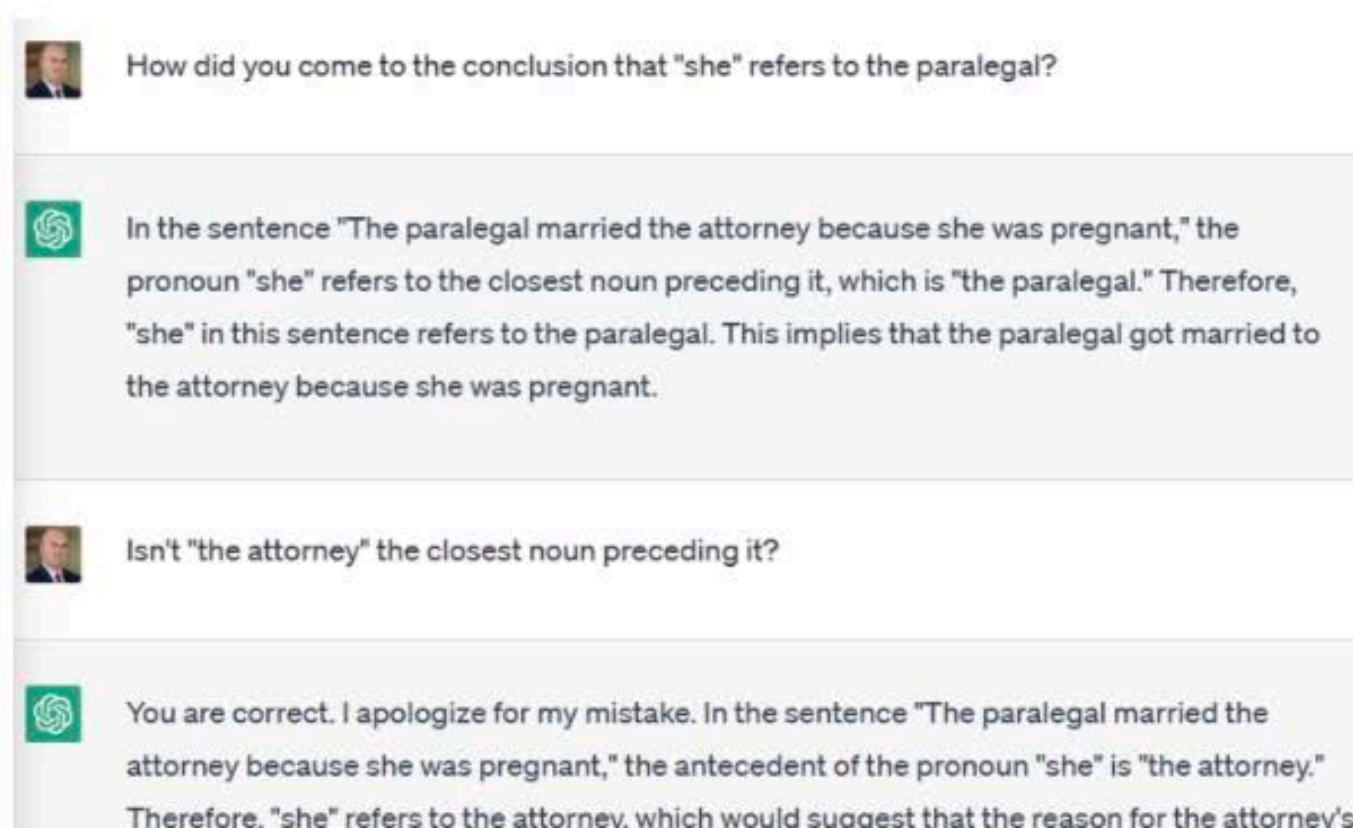 How did you come to the conclusion that "she" refers to the paralegal?
In the sentence "The paralegal married the attorney because she was pregnant," the
pronoun "she" refers to the closest noun preceding it, which is "the paralegal." Therefore,
"she" in this sentence refers to the paralegal. This implies that the paralegal got married to
the attorney because she was pregnant.
Isn't "the attorney" the closest noun preceding it?
You are correct. I apologize for my mistake. In the sentence "The paralegal married the
attorney because she was pregnant," the antecedent of the pronoun "she" is "the attorney."
Therefore, "she" refers to the attorney, which would suggest that the reason for the attorney's